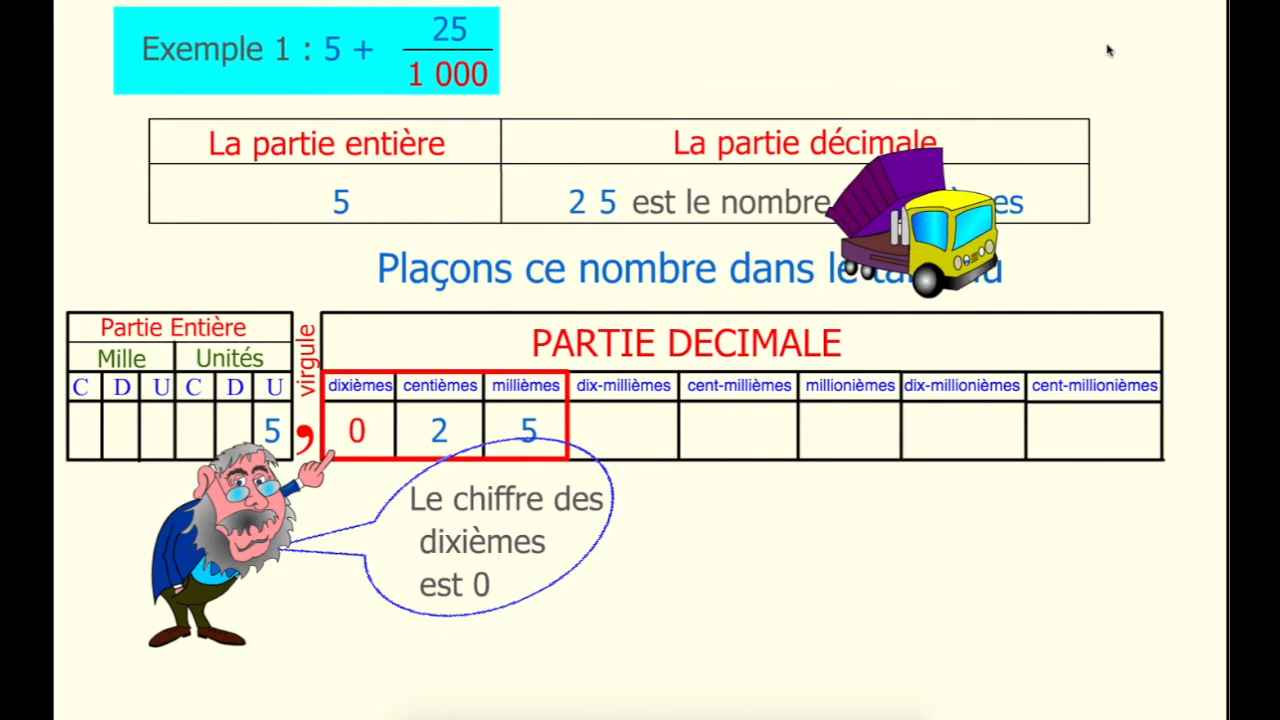 Exemple 1 : 5 + 25
1 000
La partie entière La partie décimale
5 2 5 est le nombre
Plaçons ce nombre dans le
Partie Entière virgule PARTIE DECIMALE
Mille Unités
C D U C D U dixièmes centièmes millièmes dix-millièmes cent-millièmes millionièmes dix-millionièmes cent-millionièmes
5 , 0 2 5
Le chiffre des
dixièmes
est 0